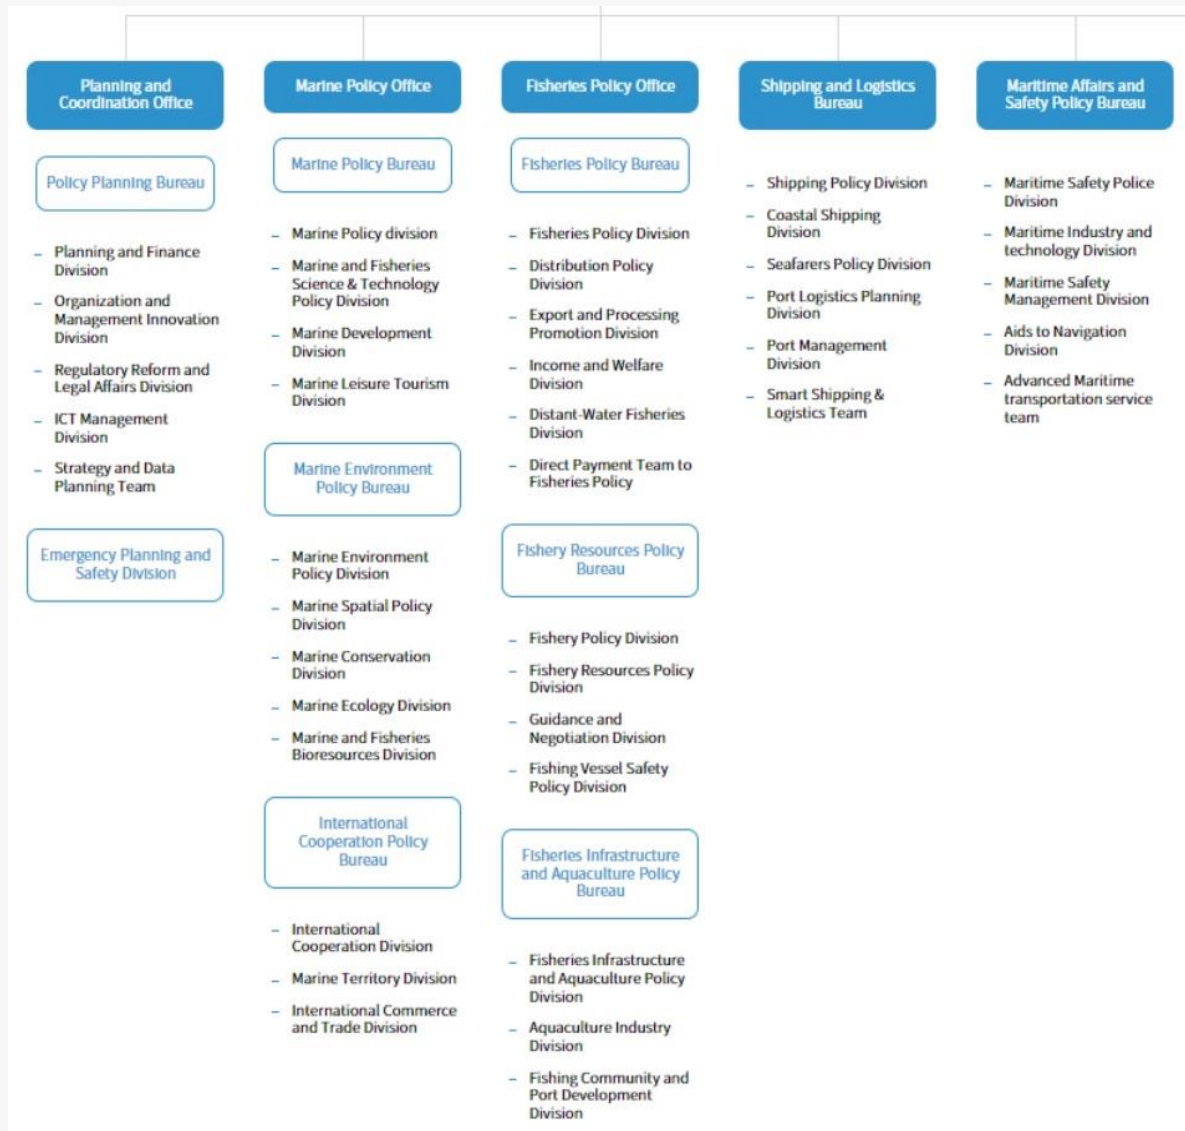 Planning and
Coordination Office
Policy Planning Bureau
Planning and Finance
Division
Organization and
Management Innovation
Division
Regulatory Reform and
Legal Affairs Division
ICT Management
Division
Strategy and Data
Planning Team
Emergency Planning and
Safety Division
Marine Policy Office
Marine Policy Bureau
Marine Policy division
Marine and Fisheries
Science & Technology
Policy Division
Marine Development
Division
Marine Leisure Tourism
Division
Marine Environment
Policy Bureau
Marine Environment
Policy Division
Marine Spatial Policy
Division
Marine Conservation
Division
Marine Ecology Division
Marine and Fisheries
Bioresources Division
International
Cooperation Policy
Bureau
International
Cooperation Division
Marine Territory Division
International Commerce
and Trade Division
Fisheries Policy Office
Fisheries Policy Bureau
Fisheries Policy Division
Distribution Policy
Division
Export and Processing
Promotion Division
Income and Welfare
Division
Distant-Water Fisheries
Division
Direct Payment Team to
Fisheries Policy
Fishery Resources Policy
Bureau
Fishery Policy Division
Fishery Resources Policy
Division
Guidance and
Negotiation Division
Fishing Vessel Safety
Policy Division
Fisheries Infrastructure
and Aquaculture Policy
Bureau
Fisheries Infrastructure
and Aquaculture Policy
Division
Aquaculture Industry
Division
Fishing Community and
Port Development
Division
Shipping and Logistics
Bureau
Shipping Policy Division
Coastal Shipping
Division
Seafarers Policy Division
Port Logistics Planning
Division
Port Management
Division
Smart Shipping &
Logistics Team
Maritime Affairs and
Safety Policy Bureau
Maritime Safety Police
Division
Maritime Industry and
technology Division
Maritime Safety
Management Division
Aids to Navigation
Division
Advanced Maritime
transportation service
team